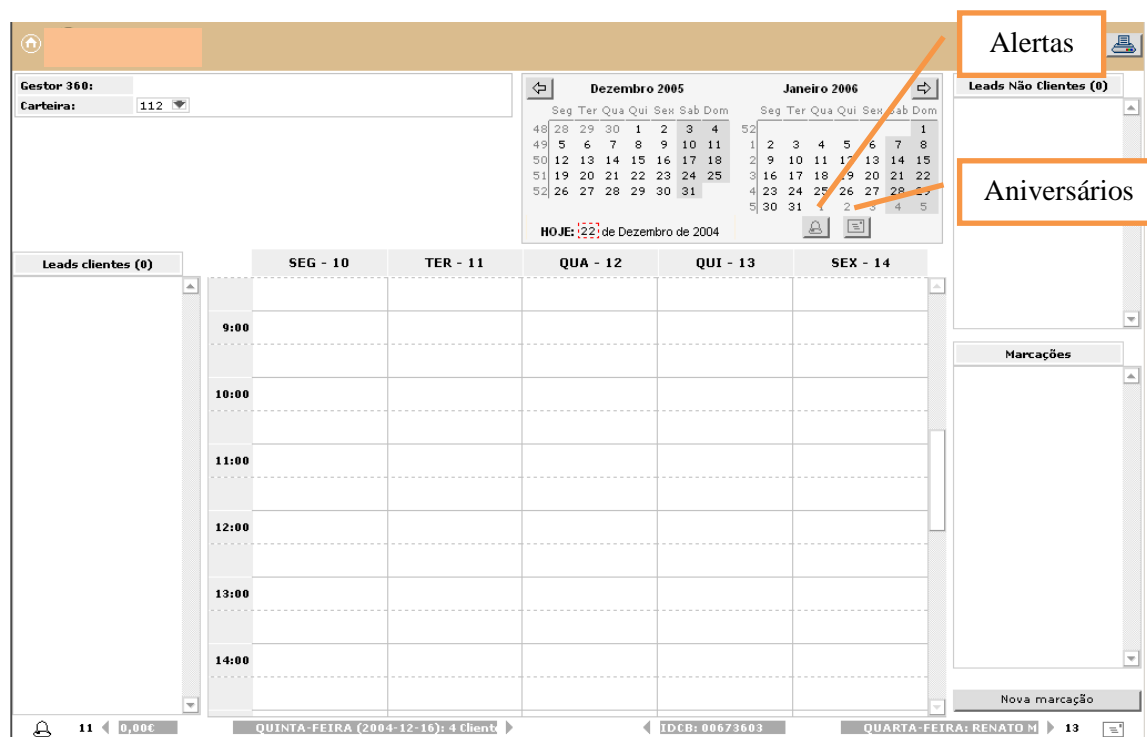 Alertas
Gestor 360:
Carteira: 112
Dezembro 2005
Seg Ter Qua Qui Sex Sab Dom
48 28 29 30 1 2 3 4
49 5 6 7 8 9 10 11
50 12 13 14 15 16 17 18
51 19 20 21 22 23 24 25
52 26 27 28 29 30 31
Janeiro 2006
Seg Ter Qua Qui Sex Sab Dom
52 1
1 2 3 4 5 6 7 8
2 9 10 11 12 13 14 15
3 16 17 18 19 20 21 22
4 23 24 25 26 27 28 29
5 30 31 1 2 3 4 5
HOJE: 22 de Dezembro de 2004
Leads Não Clientes (0)
Aniversários
Leads clientes (0)
SEG - 10 TER - 11 QUA - 12 QUI - 13 SEX - 14
9:00
10:00
11:00
12:00
13:00
14:00
Marcações
Nova marcação
11 0,00€ QUINTA-FEIRA (2004-12-16): 4 Client IDCB: 00673603 QUARTA-FEIRA: RENATO M 13